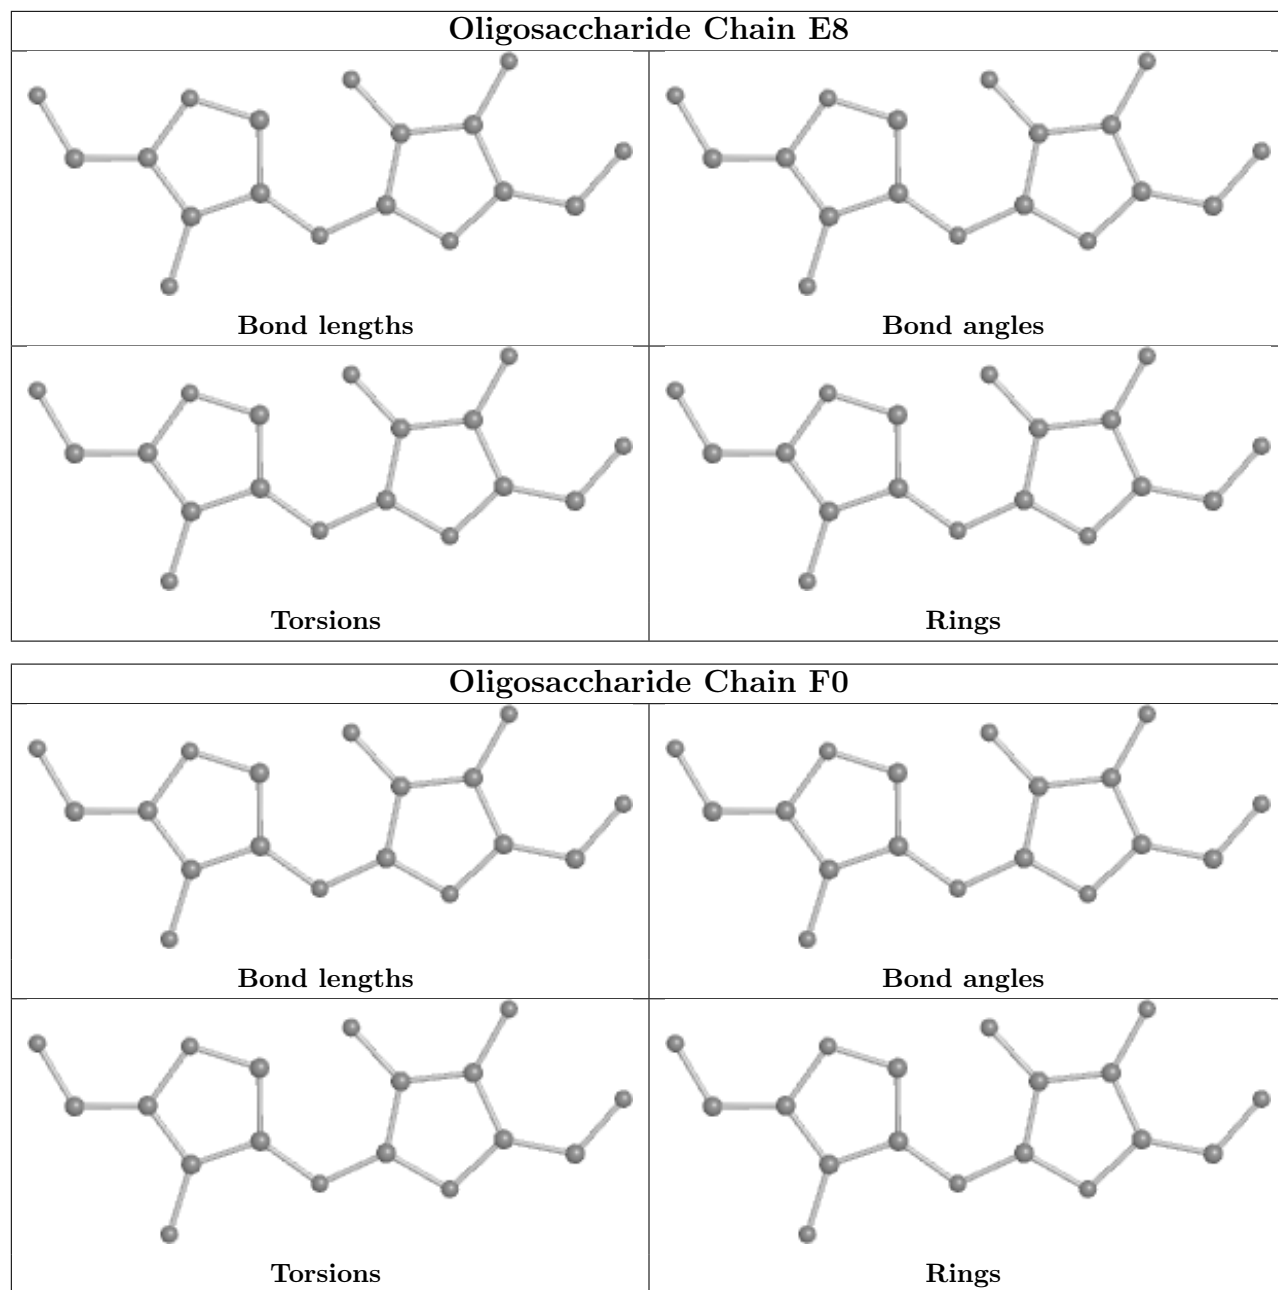 Oligosaccharide Chain E8
Bond lengths
Bond angles
Torsions
Rings
Oligosaccharide Chain F0
Bond lengths
Bond angles
Torsions
Rings